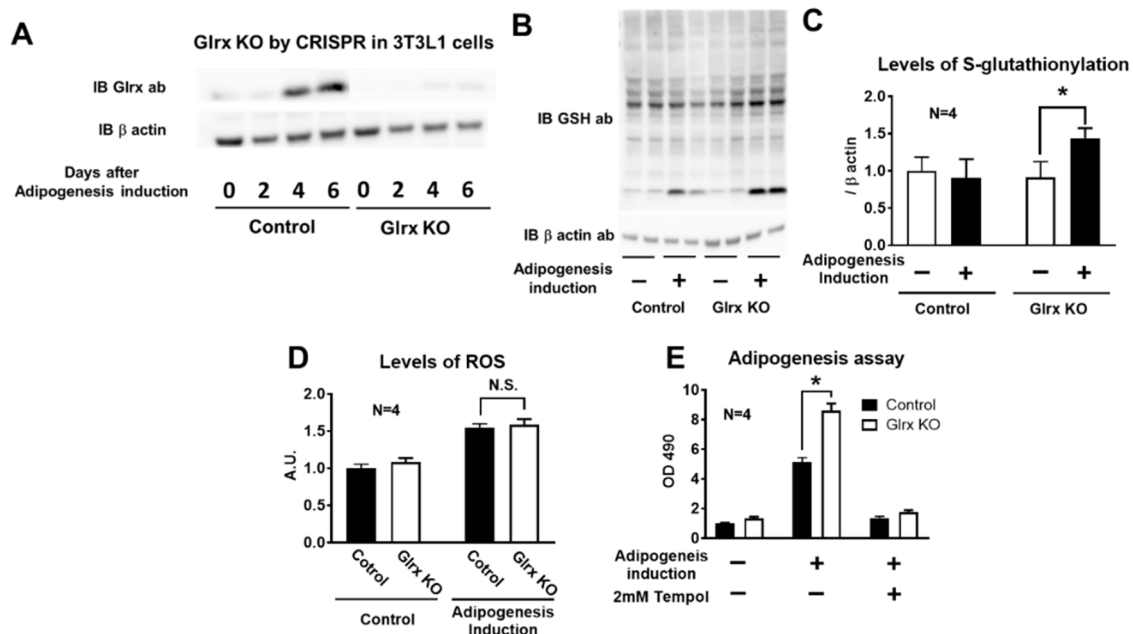 A
Glrx KO by CRISPR in 3T3L1 cells
IB Glrx ab
IB β actin
Days after
Adipogenesis induction
0 2 4 6 0 2 4 6
Control Glrx KO
B
IB GSH ab
IB β actin ab
Adipogenesis
induction
− + − +
Control Glrx KO
C
Levels of S-glutathionylation
2.0
1.5
1.0
0.5
0.0
/ β actin
N=4
*
Adipogenesis
Induction
− + − +
Control Glrx KO
D
Levels of ROS
2.0
1.5
1.0
0.5
0.0
A.U.
N=4
N.S.
Cotrol Glrx KO Cotrol Glrx KO
Control
Adipogenesis
Induction
E
Adipogenesis assay
10
8
6
4
2
0
OD 490
N=4
*
Control
Glrx KO
Adipogeneis
induction
− + +
2mM Tempol − − +